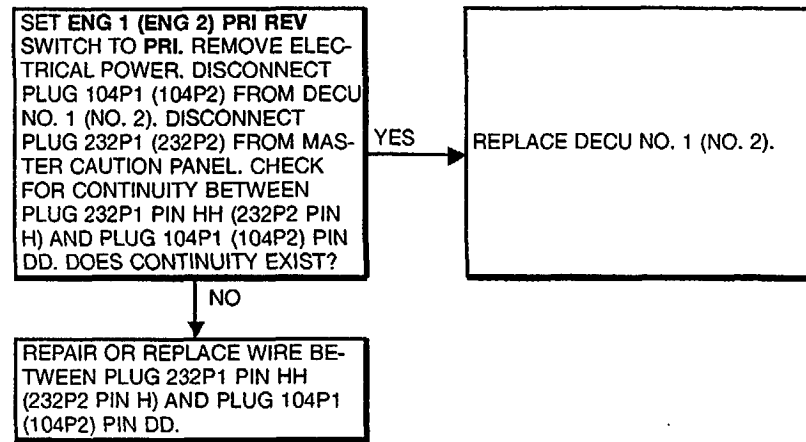 SET ENG 1 (ENG 2) PRI REV
SWITCH TO PRI. REMOVE ELEC-
TRICAL POWER. DISCONNECT
PLUG 104P1 (104P2) FROM DECU
NO. 1 (NO. 2). DISCONNECT
PLUG 232P1 (232P2) FROM MAS-
TER CAUTION PANEL. CHECK
FOR CONTINUITY BETWEEN
PLUG 232P1 PIN HH (232P2 PIN
H) AND PLUG 104P1 (104P2) PIN
DD. DOES CONTINUITY EXIST?
YES
REPLACE DECU NO. 1 (NO. 2).
NO
REPAIR OR REPLACE WIRE BE-
TWEEN PLUG 232P1 PIN HH
(232P2 PIN H) AND PLUG 104P1
(104P2) PIN DD.